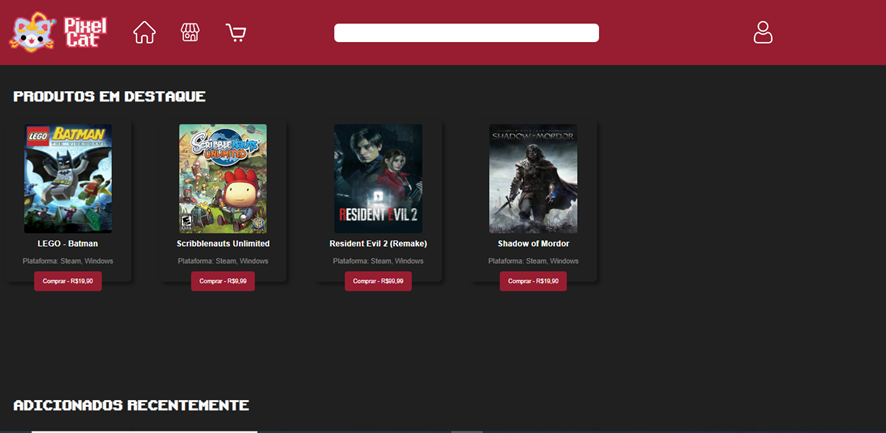 Pixel
Cat
PRODUTOS EM DESTAQUE
LEGO BATMAN
THE VIDEOGAME
SCRIBBLENAUTS
UNLIMITED
RESIDENT EVIL 2
SHADOW OF MORDOR
LEGO - Batman
Scribblenauts Unlimited
Resident Evil 2 (Remake)
Shadow of Mordor
Plataforma: Steam, Windows
Plataforma: Steam, Windows
Plataforma: Steam, Windows
Plataforma: Steam, Windows
Comprar - R$19,90
Comprar - R$9,99
Comprar - R$99,99
Comprar - R$19,90
ADICIONADOS RECENTEMENTE